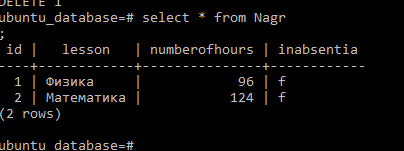 DELETE 1
ubuntu_database=# select * from Nagr
;
 id |   lesson   | numberofhours | inabsentia
----+------------+---------------+------------
  1 | Физика     |            96 | f
  2 | Математика |           124 | f
(2 rows)
ubuntu_database=#